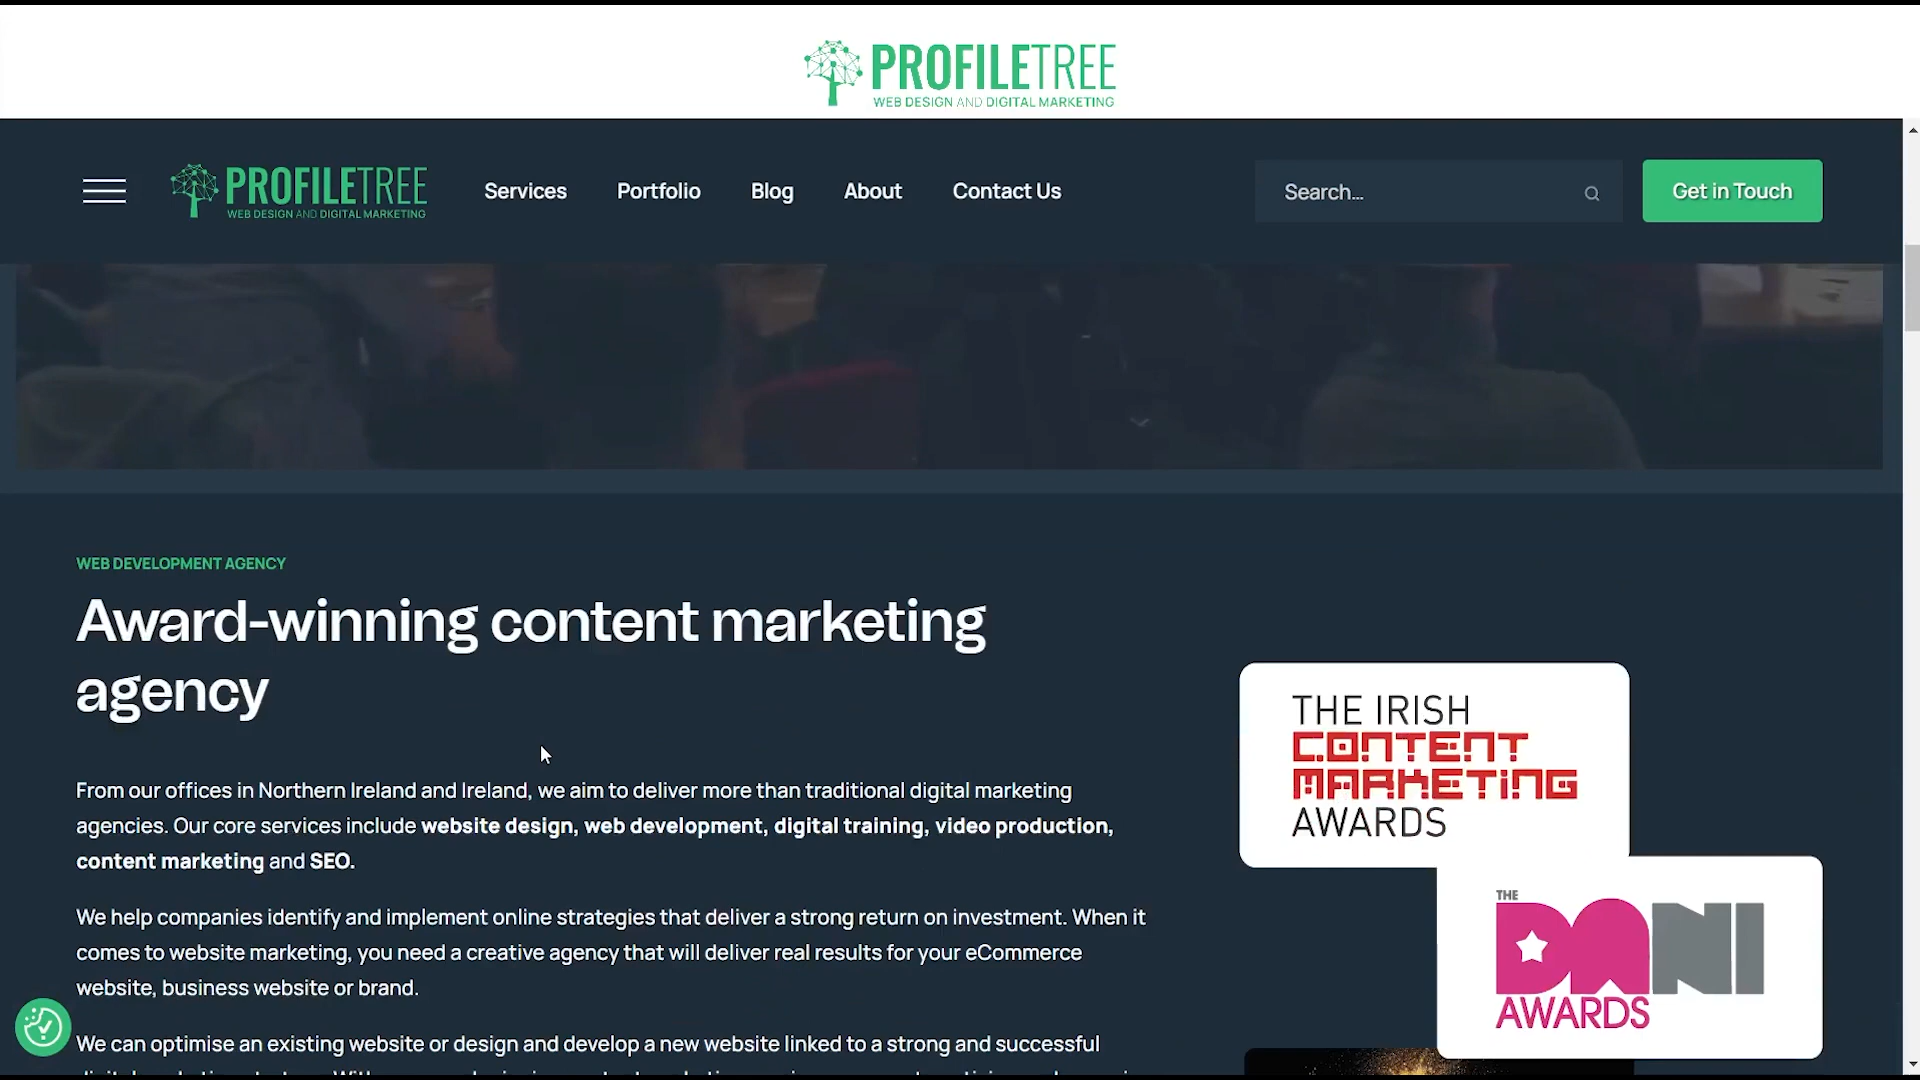 PROFILETREE
WEB DESIGN AND DIGITAL MARKETING
PROFILETREE
WEB DESIGN AND DIGITAL MARKETING
Services
Portfolio
Blog
About
Contact Us
Search...
Get in Touch
WEB DEVELOPMENT AGENCY
Award-winning content marketing
agency
From our offices in Northern Ireland and Ireland, we aim to deliver more than traditional digital marketing
agencies. Our core services include website design, web development, digital training, video production,
content marketing and SEO.
We help companies identify and implement online strategies that deliver a strong return on investment. When it
comes to website marketing, you need a creative agency that will deliver real results for your eCommerce
website, business website or brand.
We can optimise an existing website or design and develop a new website linked to a strong and successful
THE IRISH
CONTENT
MARKETING
AWARDS
THE
DANI
AWARDS